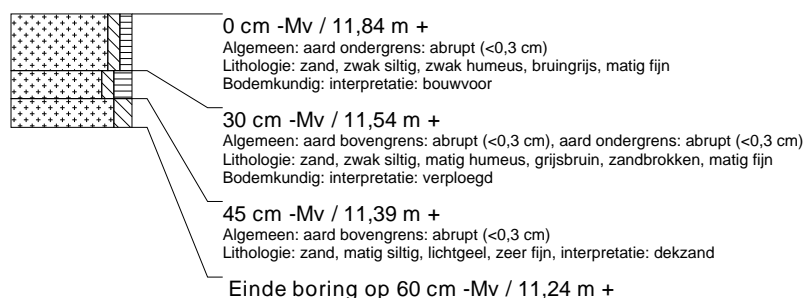 0 cm -Mv / 11,84 m +
Algemeen: aard ondergrens: abrupt (<0,3 cm)
Lithologie: zand, zwak siltig, zwak humeus, bruingrijs, matig fijn
Bodemkundig: interpretatie: bouwvoor
30 cm -Mv / 11,54 m +
Algemeen: aard bovengrens: abrupt (<0,3 cm), aard ondergrens: abrupt (<0,3 cm)
Lithologie: zand, zwak siltig, matig humeus, grijsbruin, zandbrokken, matig fijn
Bodemkundig: interpretatie: verploegd
45 cm -Mv / 11,39 m +
Algemeen: aard bovengrens: abrupt (<0,3 cm)
Lithologie: zand, matig siltig, lichtgeel, zeer fijn, interpretatie: dekzand
Einde boring op 60 cm -Mv / 11,24 m +